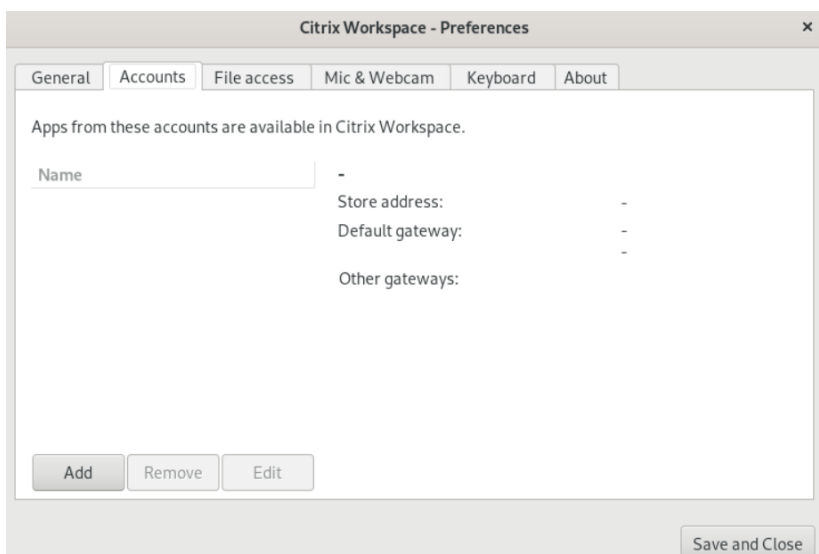 Citrix Workspace - Preferences ×
General Accounts File access Mic & Webcam Keyboard About
Apps from these accounts are available in Citrix Workspace.
Name -
Store address: -
Default gateway: -
-
Other gateways:
Add Remove Edit
Save and Close